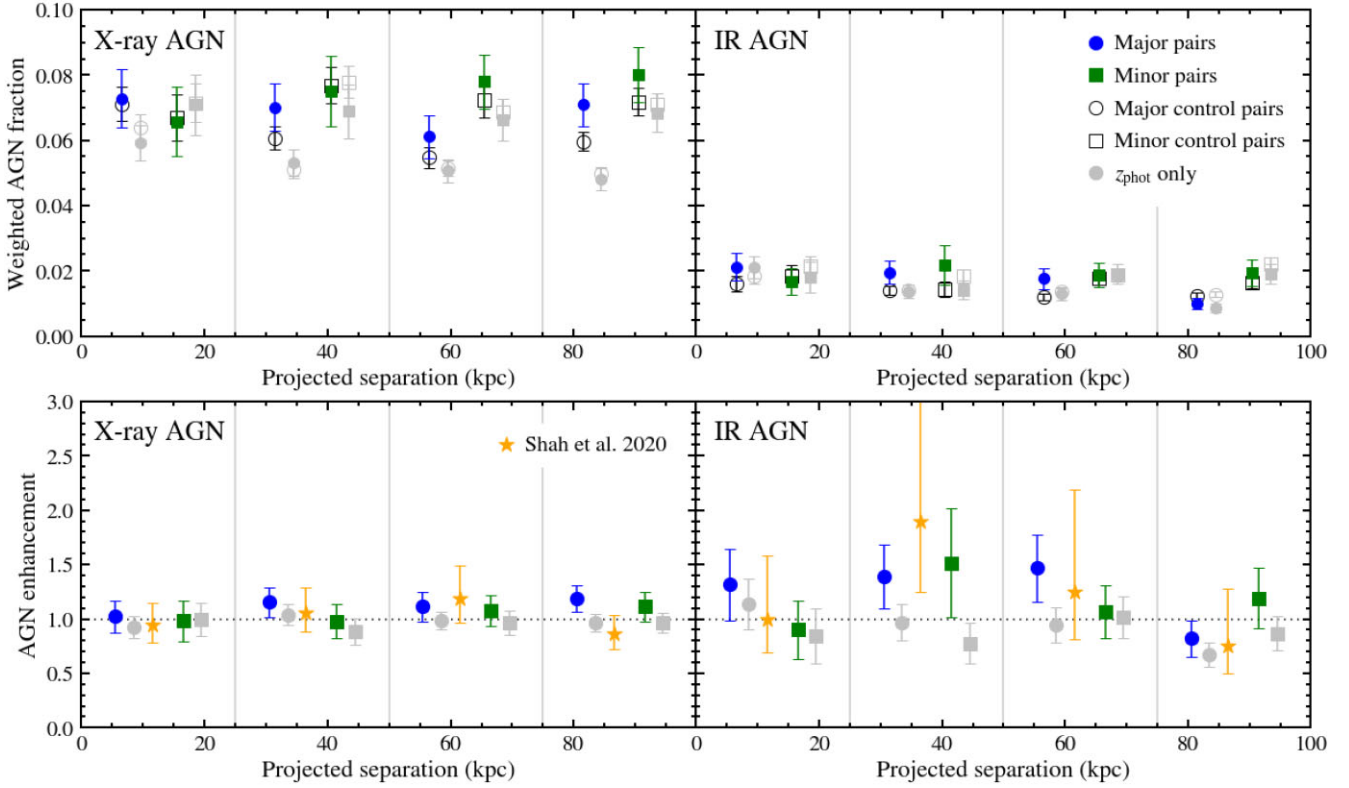 X-ray AGN
IR AGN
Major pairs
Minor pairs
Major control pairs
Minor control pairs
zphot only
Weighted AGN fraction
0.10
0.08
0.06
0.04
0.02
0.00
0 20 40 60 80
0 20 40 60 80 100
Projected separation (kpc)
Projected separation (kpc)
X-ray AGN
Shah et al. 2020
IR AGN
AGN enhancement
3.0
2.5
2.0
1.5
1.0
0.5
0.0
0 20 40 60 80
0 20 40 60 80 100
Projected separation (kpc)
Projected separation (kpc)